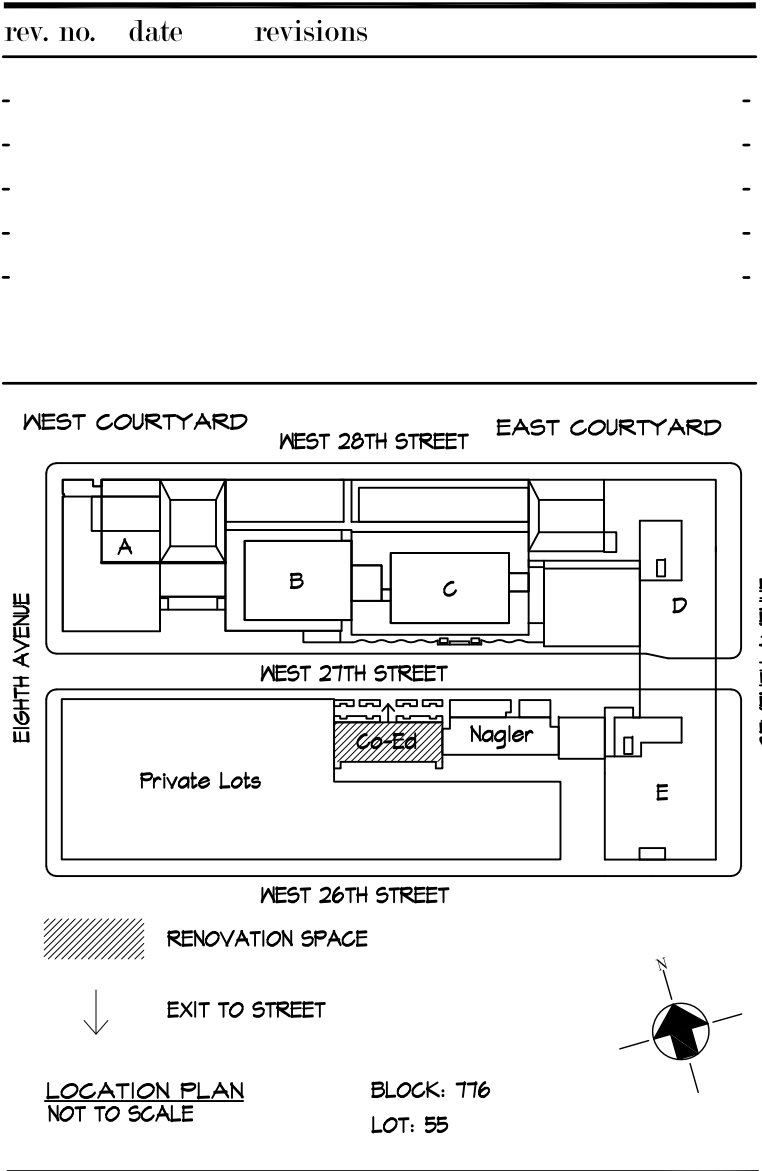 rev. no. date revisions
WEST COURTYARD
EAST COURTYARD
WEST 28TH STREET
A
B
C
D
EIGHTH AVENUE
WEST 27TH STREET
Co-Ed
Nagler
Private Lots
E
WEST 26TH STREET
RENOVATION SPACE
N
EXIT TO STREET
LOCATION PLAN
NOT TO SCALE
BLOCK: 776
LOT: 55